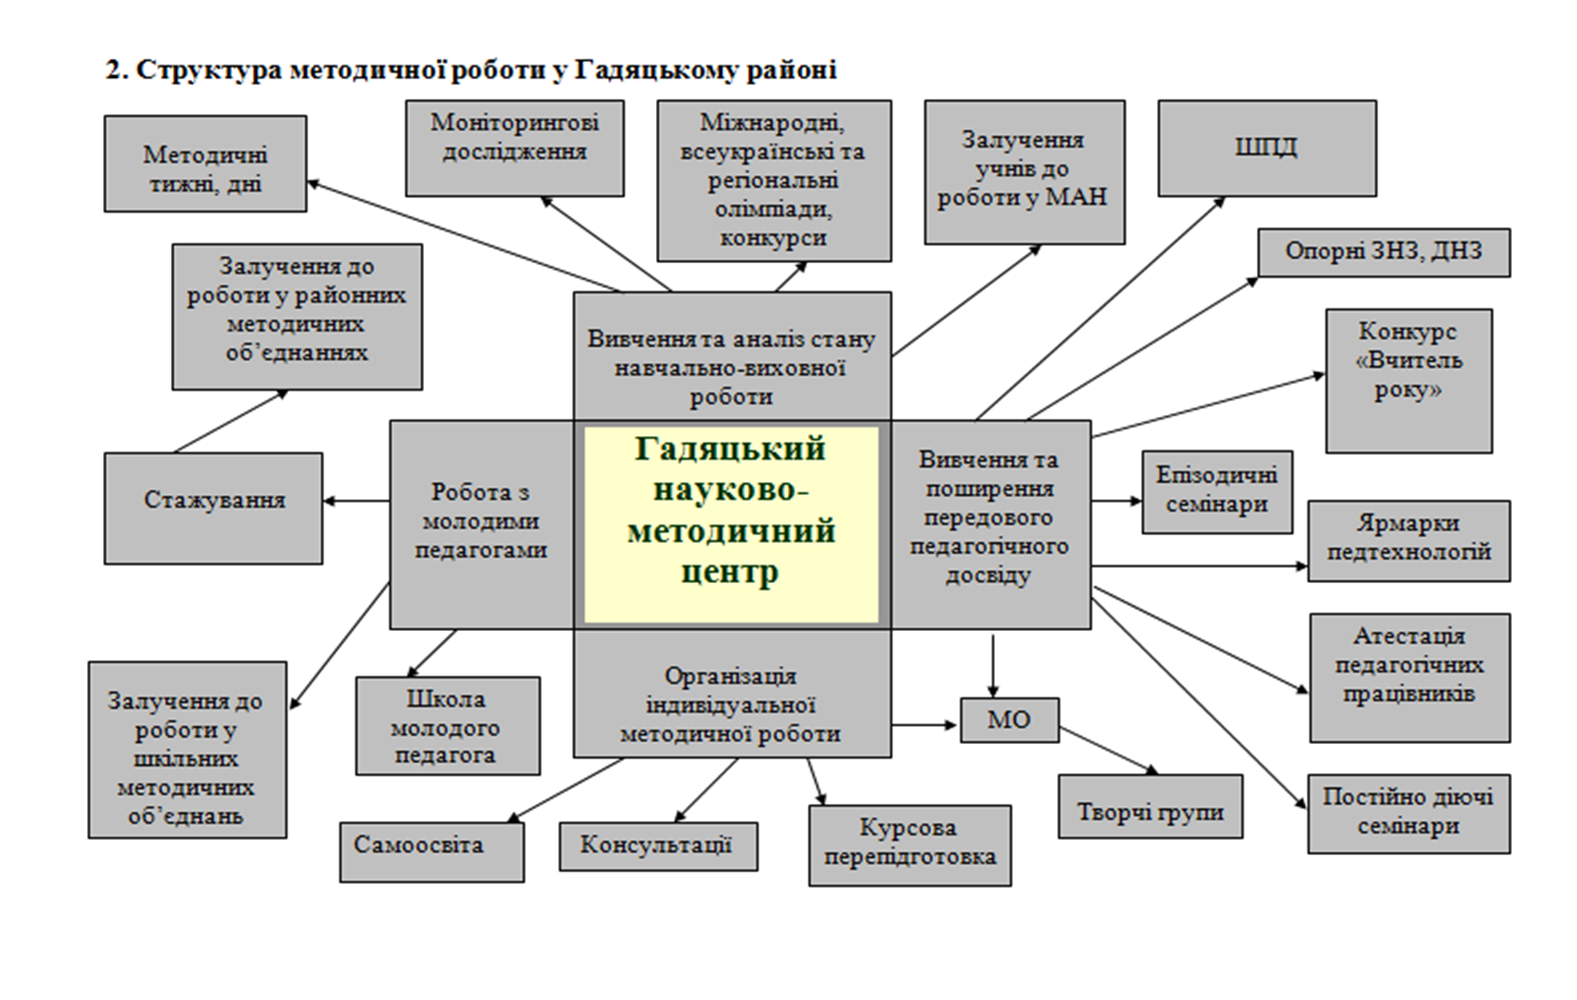 2. Структура методичної роботи у Гадяцькому районі
Методичні
тижні, дні
Моніторингові
дослідження
Міжнародні,
всеукраїнські та
регіональні
олімпіади,
конкурси
Залучення
учнів до
роботи у МАН
ШПД
Опорні ЗНЗ, ДНЗ
Залучення до
роботи у районних
методичних
об’єднаннях
Конкурс
«Вчитель
року»
Вивчення та аналіз стану
навчально-виховної
роботи
Стажування
Робота з
молодими
педагогами
Гадяцький
науково-
методичний
центр
Вивчення та
поширення
передового
педагогічного
досвіду
Епізодичні
семінари
Ярмарки
педтехнологій
Атестація
педагогічних
працівників
Залучення до
роботи у
шкільних
методичних
об’єднань
Школа
молодого
педагога
Організація
індивідуальної
методичної роботи
МО
Творчі групи
Постійно діючі
семінари
Самоосвіта
Консультації
Курсова
перепідготовка